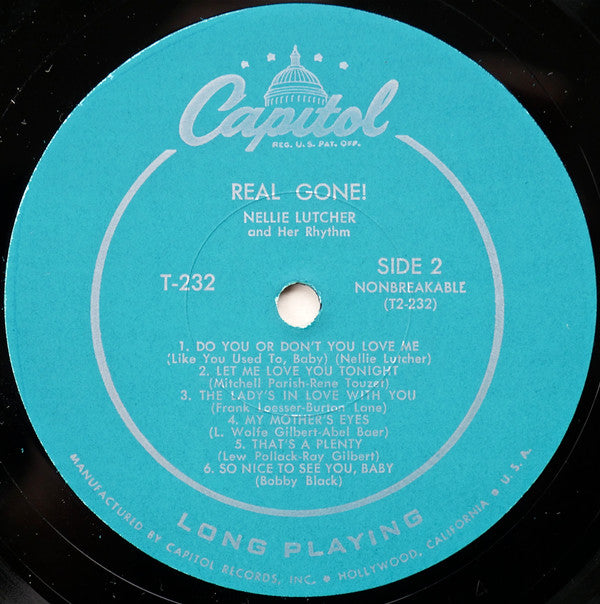 Capitol
REG. U.S. PAT. OFF.
REAL GONE!
NELLIE LUTCHER
and Her Rhythm
T-232
SIDE 2
NONBREAKABLE
(T2-232)
1. DO YOU OR DON'T YOU LOVE ME
(Like You Used To, Baby) (Nellie Lutcher)
2. LET ME LOVE YOU TONIGHT
(Mitchell Parish-Rene Touzet)
3. THE LADY'S IN LOVE WITH YOU
(Frank Loesser-Burton Lane)
4. MY MOTHER'S EYES
(L. Wolfe Gilbert-Abel Baer)
5. THAT'S A PLENTY
(Lew Pollack-Ray Gilbert)
6. SO NICE TO SEE YOU, BABY
(Bobby Black)
LONG PLAYING
MANUFACTURED BY CAPITOL RECORDS, INC. • HOLLYWOOD, CALIFORNIA • U.S.A.